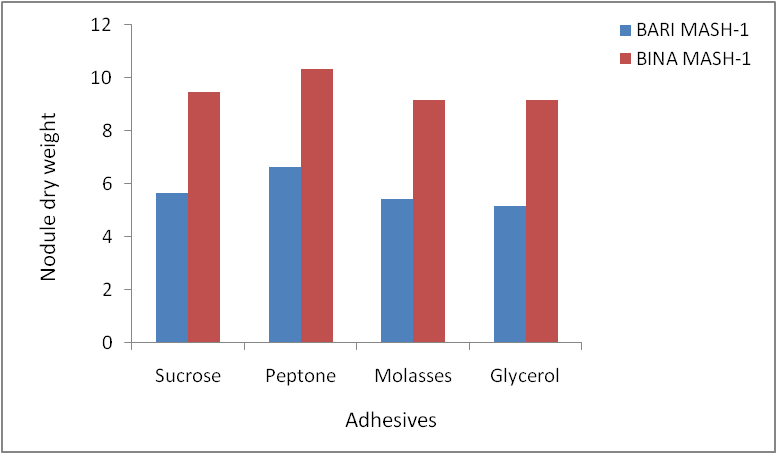 BARI MASH-1
BINA MASH-1
Nodule dry weight
12
10
8
6
4
2
0
Sucrose Peptone Molasses Glycerol
Adhesives